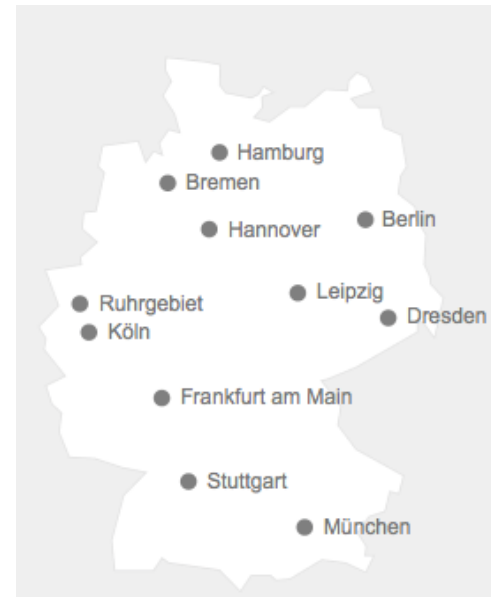 Hamburg
Bremen
Berlin
Hannover
Leipzig
Ruhrgebiet
Dresden
Köln
Frankfurt am Main
Stuttgart
München